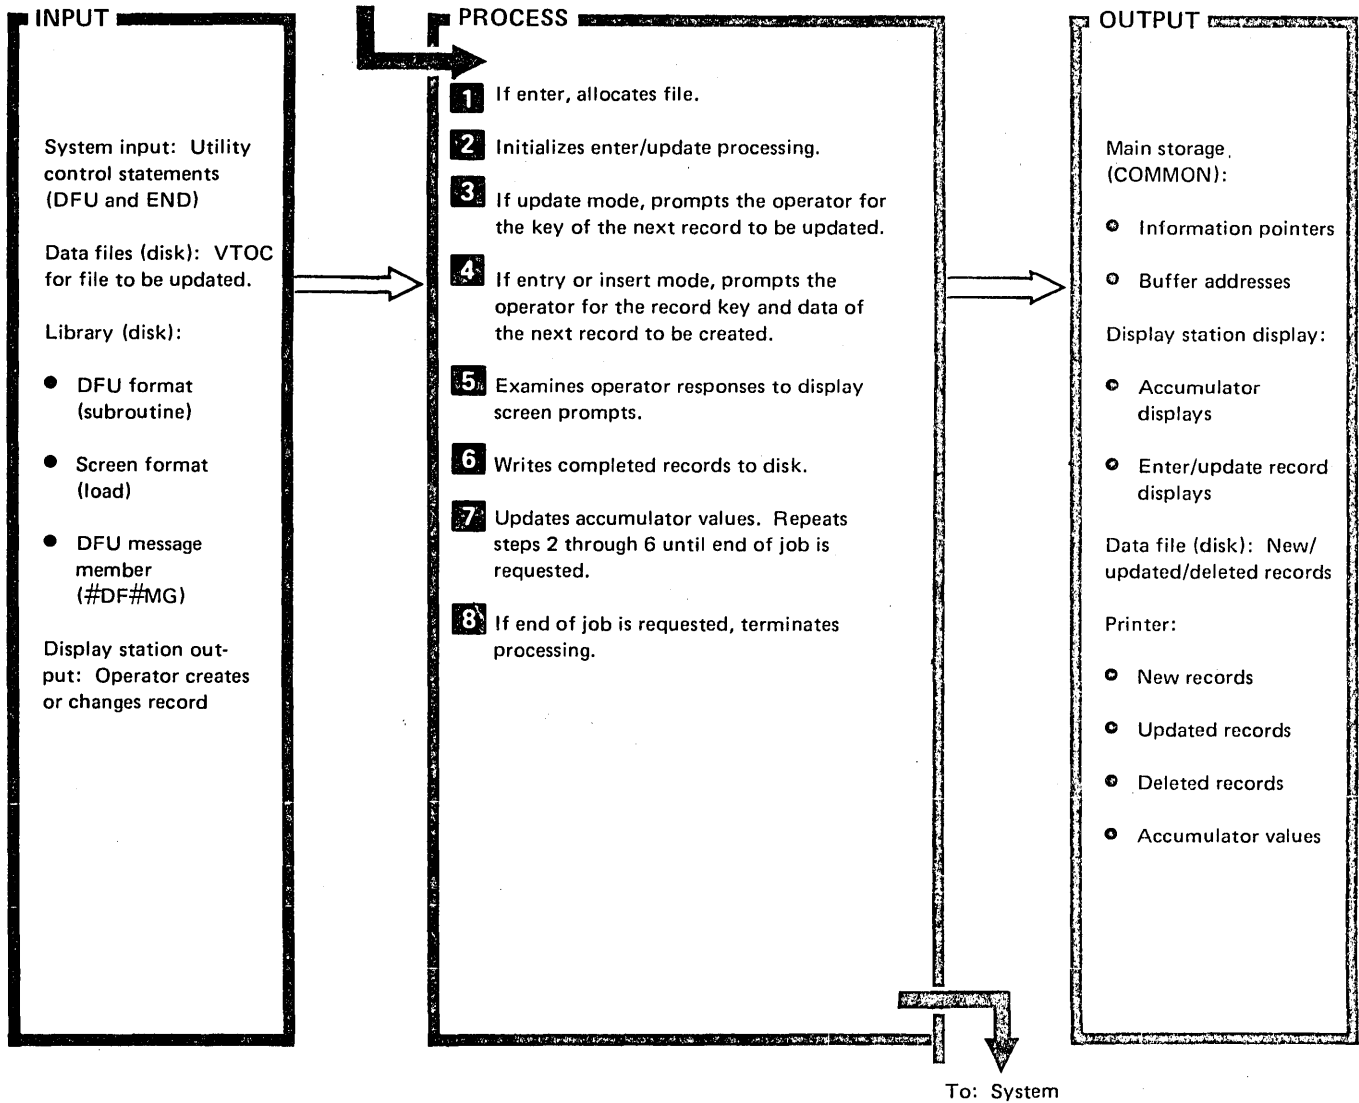 INPUT
System input: Utility
control statements
(DFU and END)
Data files (disk): VTOC
for file to be updated.
Library (disk):
● DFU format
(subroutine)
● Screen format
(load)
● DFU message
member
(#DF#MG)
Display station out-
put: Operator creates
or changes record
PROCESS
1 If enter, allocates file.
2 Initializes enter/update processing.
3 If update mode, prompts the operator for
the key of the next record to be updated.
4 If entry or insert mode, prompts the
operator for the record key and data of
the next record to be created.
5 Examines operator responses to display
screen prompts.
6 Writes completed records to disk.
7 Updates accumulator values. Repeats
steps 2 through 6 until end of job is
requested.
8 If end of job is requested, terminates
processing.
To: System
OUTPUT
Main storage
(COMMON):
● Information pointers
● Buffer addresses
Display station display:
● Accumulator
displays
● Enter/update record
displays
Data file (disk): New/
updated/deleted records
Printer:
● New records
● Updated records
● Deleted records
● Accumulator values